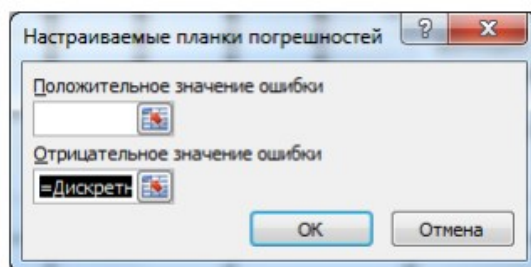 Настраиваемые планки погрешностей
?
X
Положительное значение ошибки
Отрицательное значение ошибки
=Дискретн
ОК
Отмена